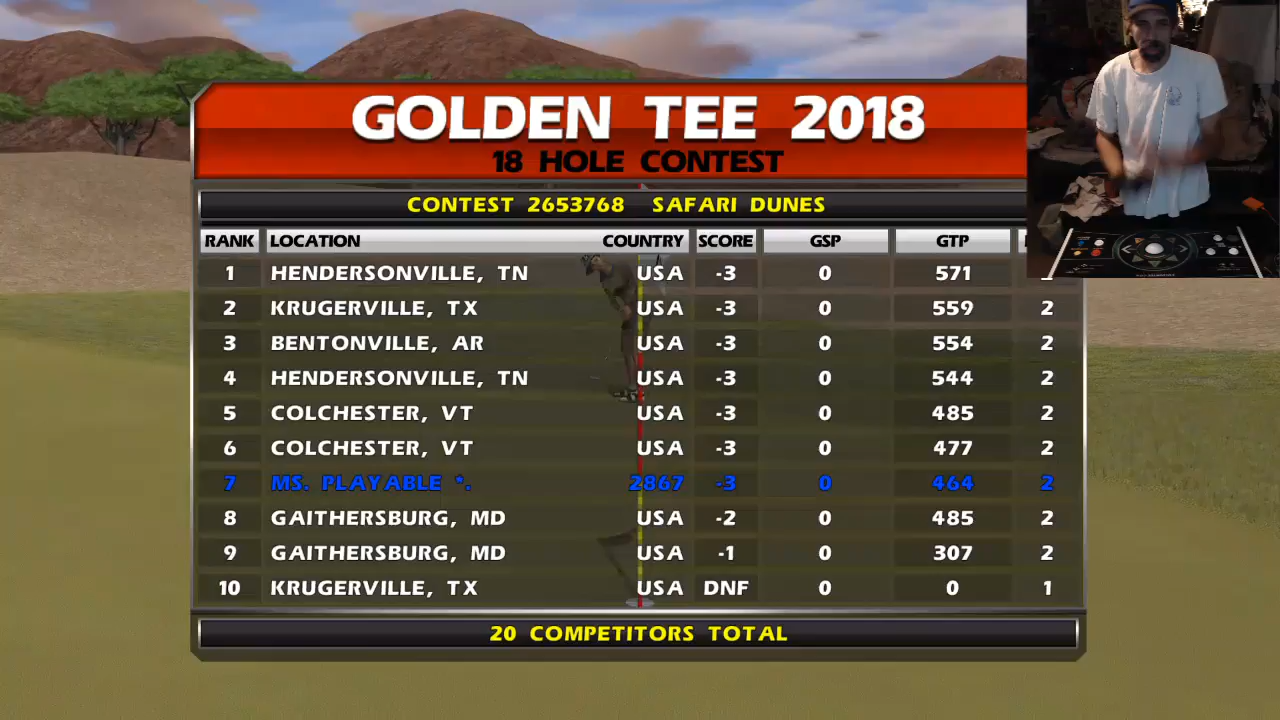 GOLDEN TEE 2018
18 HOLE CONTEST
CONTEST 2653768 SAFARI DUNES
RANK LOCATION COUNTRY SCORE GSP GTP
1 HENDERSONVILLE, TN USA -3 0 571
2 KRUGERVILLE, TX USA -3 0 559 2
3 BENTONVILLE, AR USA -3 0 554 2
4 HENDERSONVILLE, TN USA -3 0 544 2
5 COLCHESTER, VT USA -3 0 485 2
6 COLCHESTER, VT USA -3 0 477 2
7 MS. PLAYABLE *. 2867 -3 0 464 2
8 GAITHERSBURG, MD USA -2 0 485 2
9 GAITHERSBURG, MD USA -1 0 307 2
10 KRUGERVILLE, TX USA DNF 0 0 1
20 COMPETITORS TOTAL